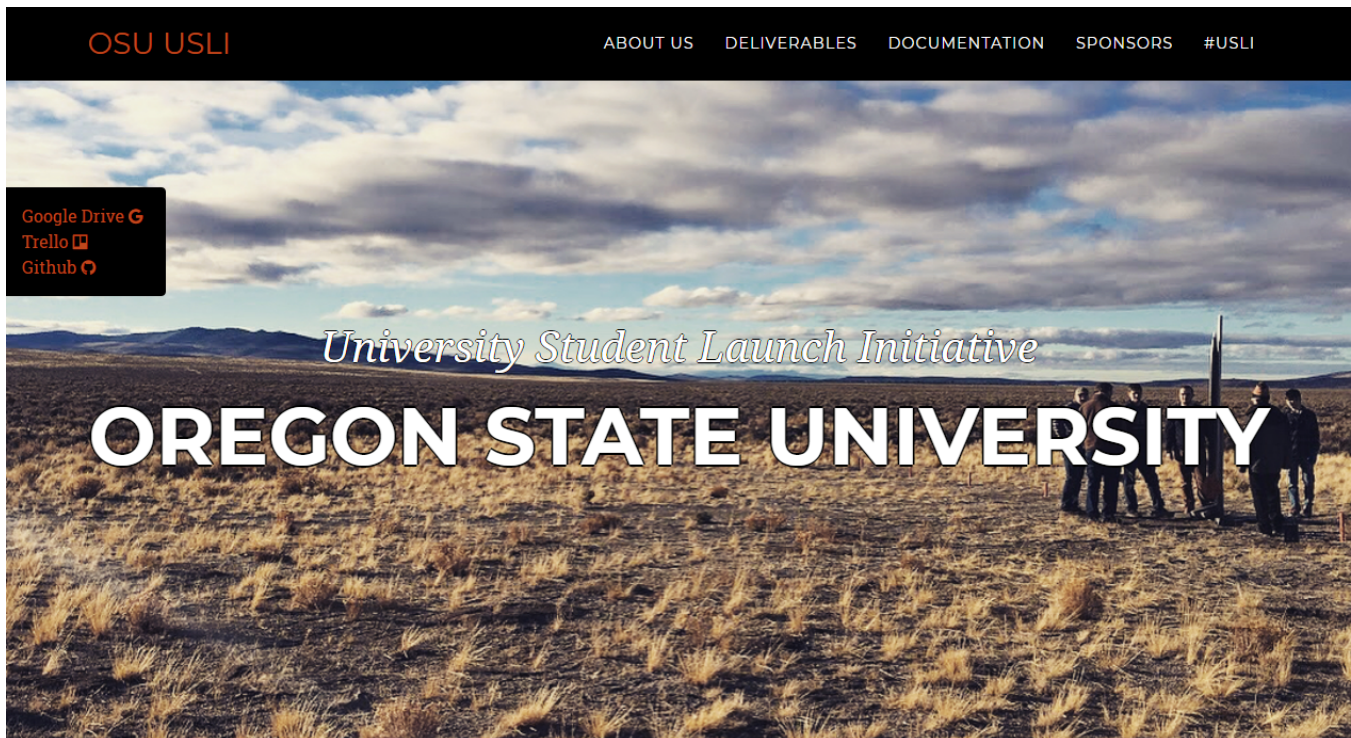 OSU USLI
ABOUT US DELIVERABLES DOCUMENTATION SPONSORS #USLI
Google Drive
Trello
Github
University Student Launch Initiative
OREGON STATE UNIVERSITY